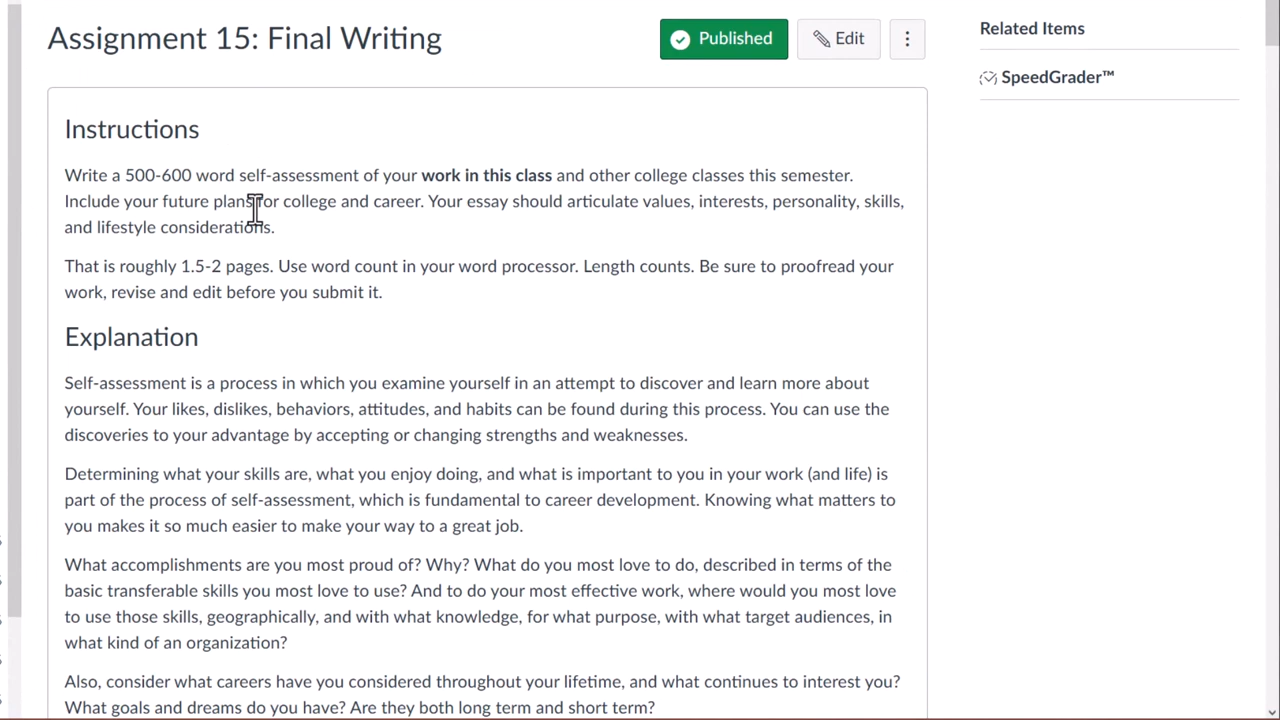 Assignment 15: Final Writing
Published
Edit
Related Items
SpeedGrader™
Instructions
Write a 500-600 word self-assessment of your work in this class and other college classes this semester.
Include your future plans for college and career. Your essay should articulate values, interests, personality, skills,
and lifestyle considerations.
That is roughly 1.5-2 pages. Use word count in your word processor. Length counts. Be sure to proofread your
work, revise and edit before you submit it.
Explanation
Self-assessment is a process in which you examine yourself in an attempt to discover and learn more about
yourself. Your likes, dislikes, behaviors, attitudes, and habits can be found during this process. You can use the
discoveries to your advantage by accepting or changing strengths and weaknesses.
Determining what your skills are, what you enjoy doing, and what is important to you in your work (and life) is
part of the process of self-assessment, which is fundamental to career development. Knowing what matters to
you makes it so much easier to make your way to a great job.
What accomplishments are you most proud of? Why? What do you most love to do, described in terms of the
basic transferable skills you most love to use? And to do your most effective work, where would you most love
to use those skills, geographically, and with what knowledge, for what purpose, with what target audiences, in
what kind of an organization?
Also, consider what careers have you considered throughout your lifetime, and what continues to interest you?
What goals and dreams do you have? Are they both long term and short term?